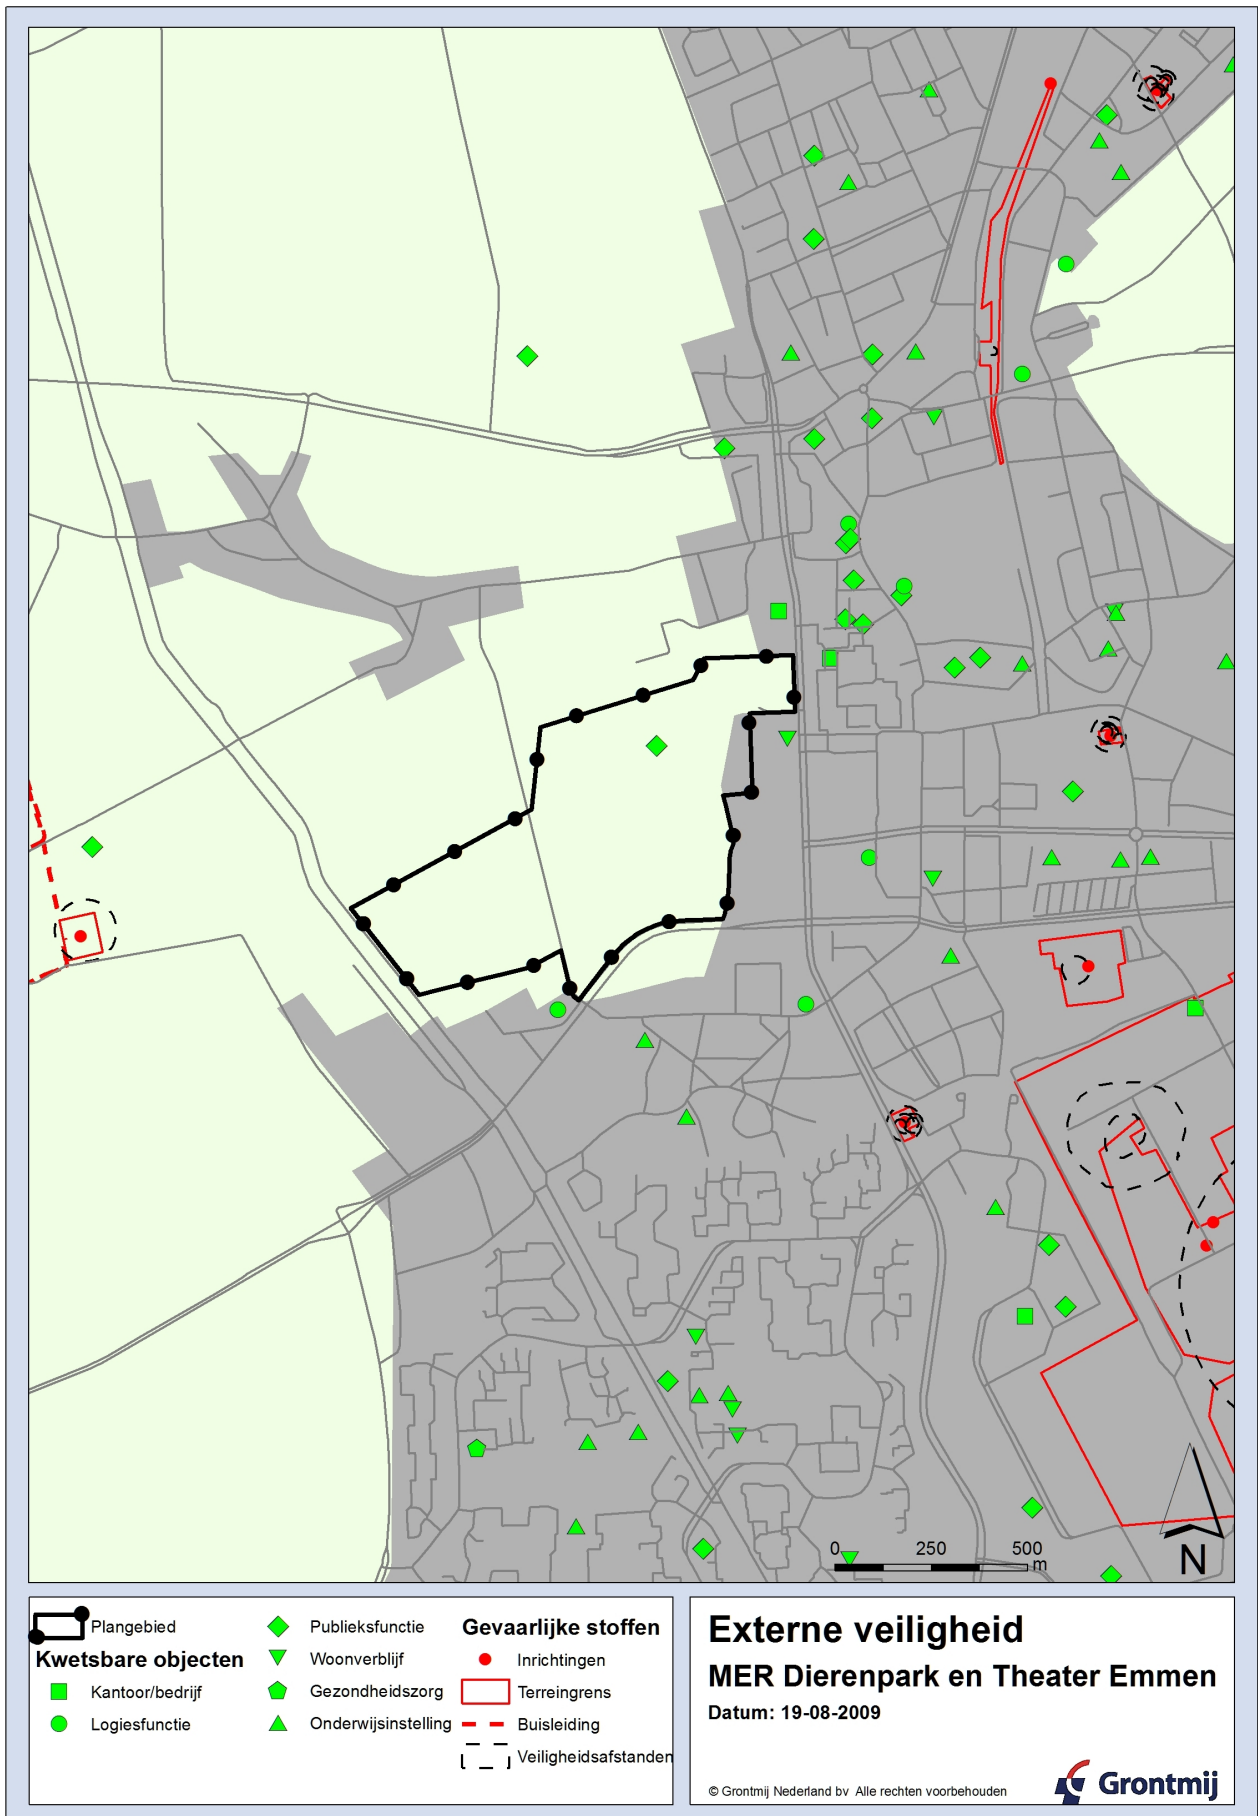 0 250 500
m
N
Plangebied
Kwetsbare objecten
Kantoor/bedrijf
Logiesfunctie
Publieksfunctie
Woonverblijf
Gezondheidszorg
Onderwijsinstelling
Gevaarlijke stoffen
Inrichtingen
Terreingrens
Buisleiding
Veiligheidsafstanden
Externe veiligheid
MER Dierenpark en Theater Emmen
Datum: 19-08-2009
© Grontmij Nederland bv Alle rechten voorbehouden
Grontmij